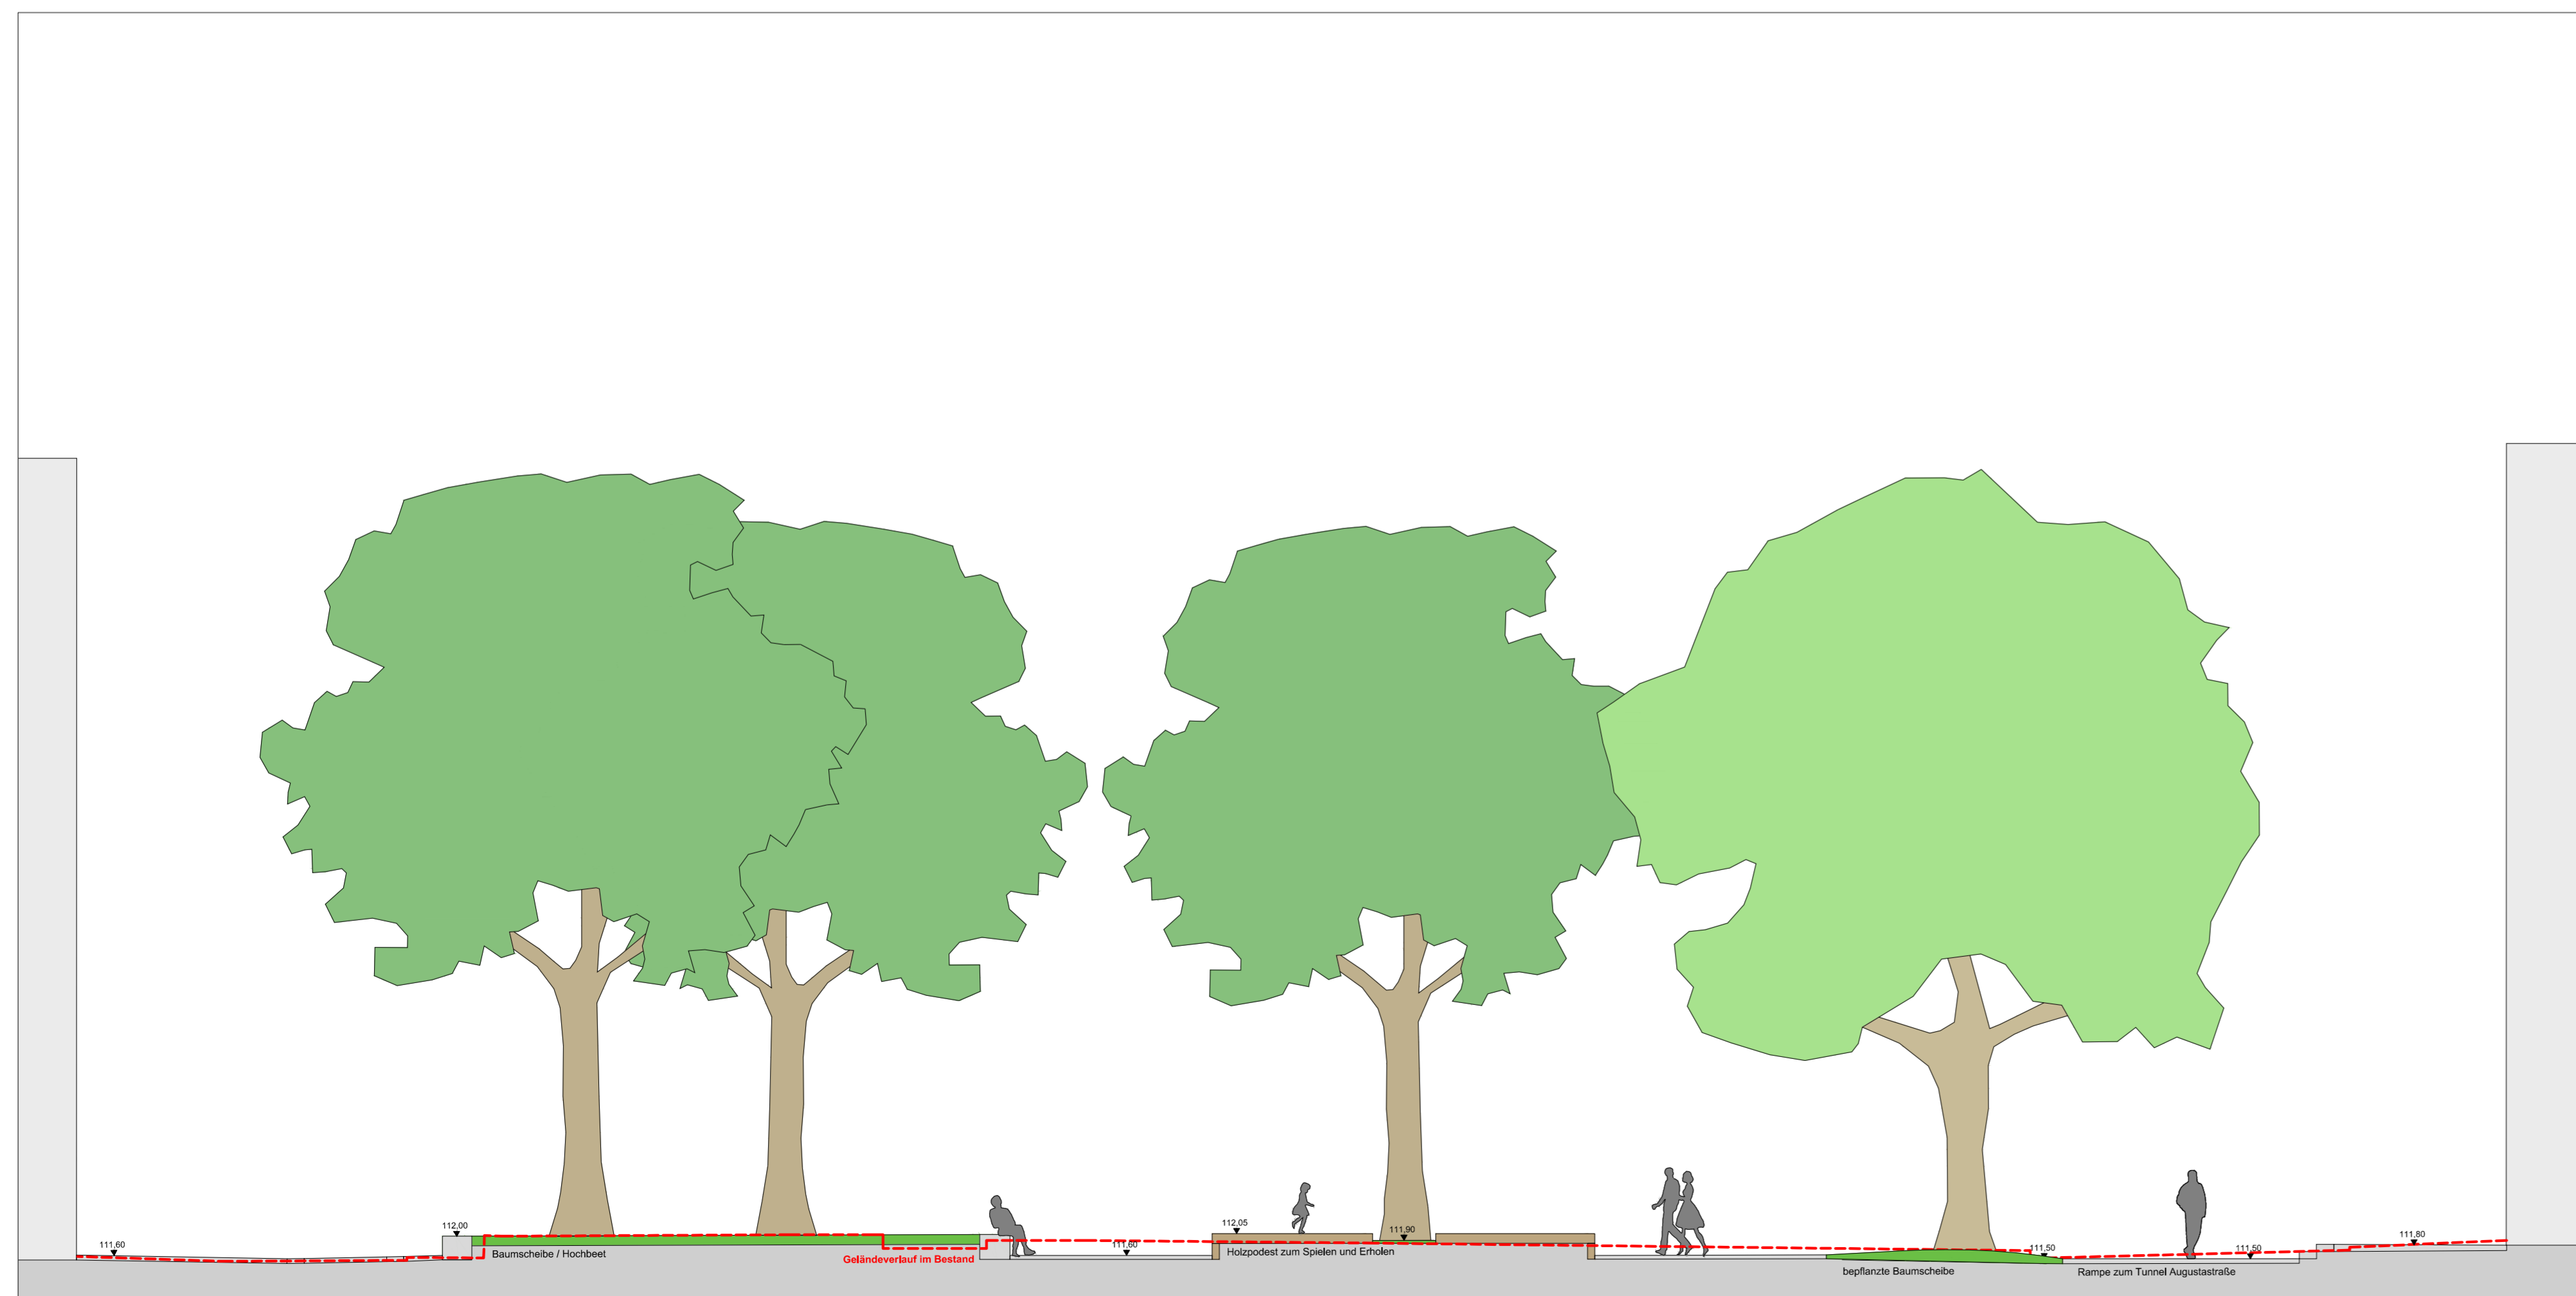 111,60
112,00
Baumscheibe / Hochbeet
Geländeverlauf im Bestand
111,60
112,05
Holzpodest zum Spielen und Erholen
111,90
bepflanzte Baumscheibe
111,50
Rampe zum Tunnel Augustastraße
111,50
111,80